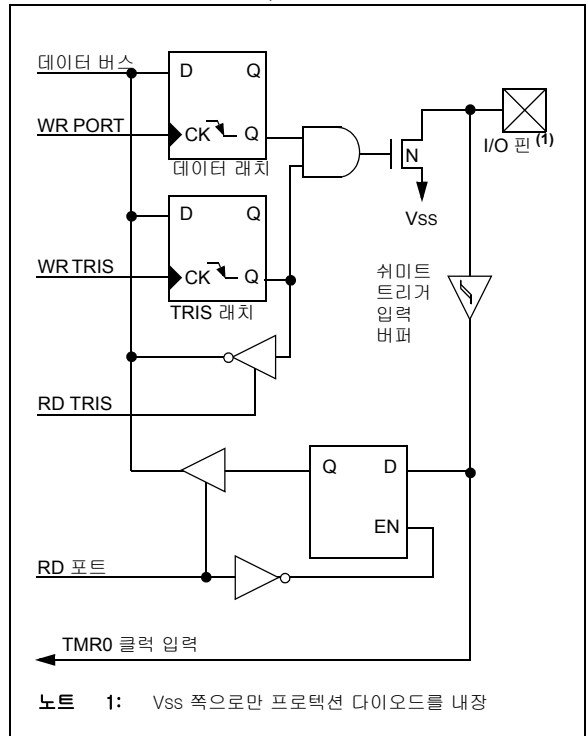 데이터 버스
D Q
WR PORT
CK Q
I/O 핀 (1)
N
데이터 래치
VSS
D Q
WR TRIS
CK Q
쉬미트
트리거
입력
버퍼
TRIS 래치
RD TRIS
Q D
EN
RD 포트
TMR0 클럭 입력
노트 1: Vss 쪽으로만 프로텍션 다이오드를 내장